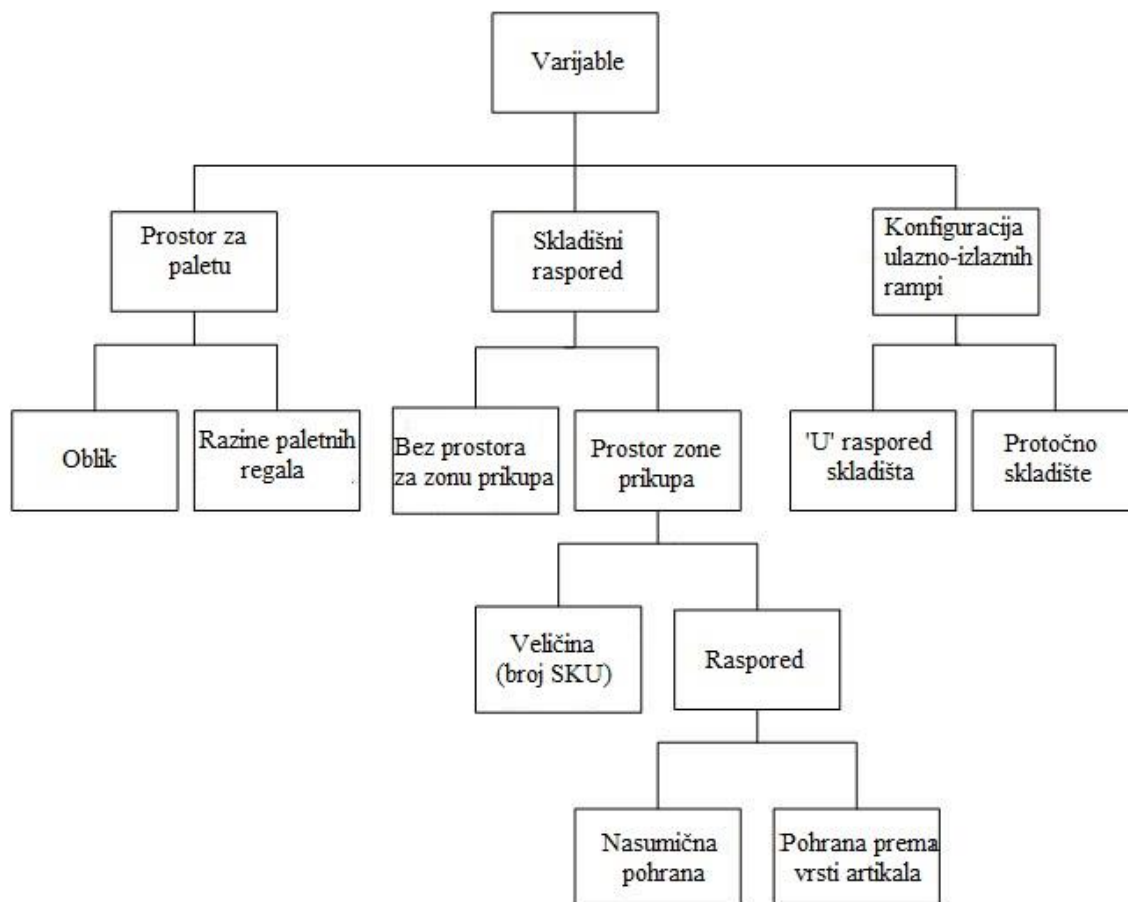 Varijable
Prostor za
paletu
Skladišni
raspored
Konfiguracija
ulazno-izlaznih
rampi
Oblik
Razine paletnih
regala
Bez prostora
za zonu prikupa
Prostor zone
prikupa
'U' raspored
skladišta
Protočno
skladište
Veličina
(broj SKU)
Raspored
Nasumična
pohrana
Pohrana prema
vrsti artikala